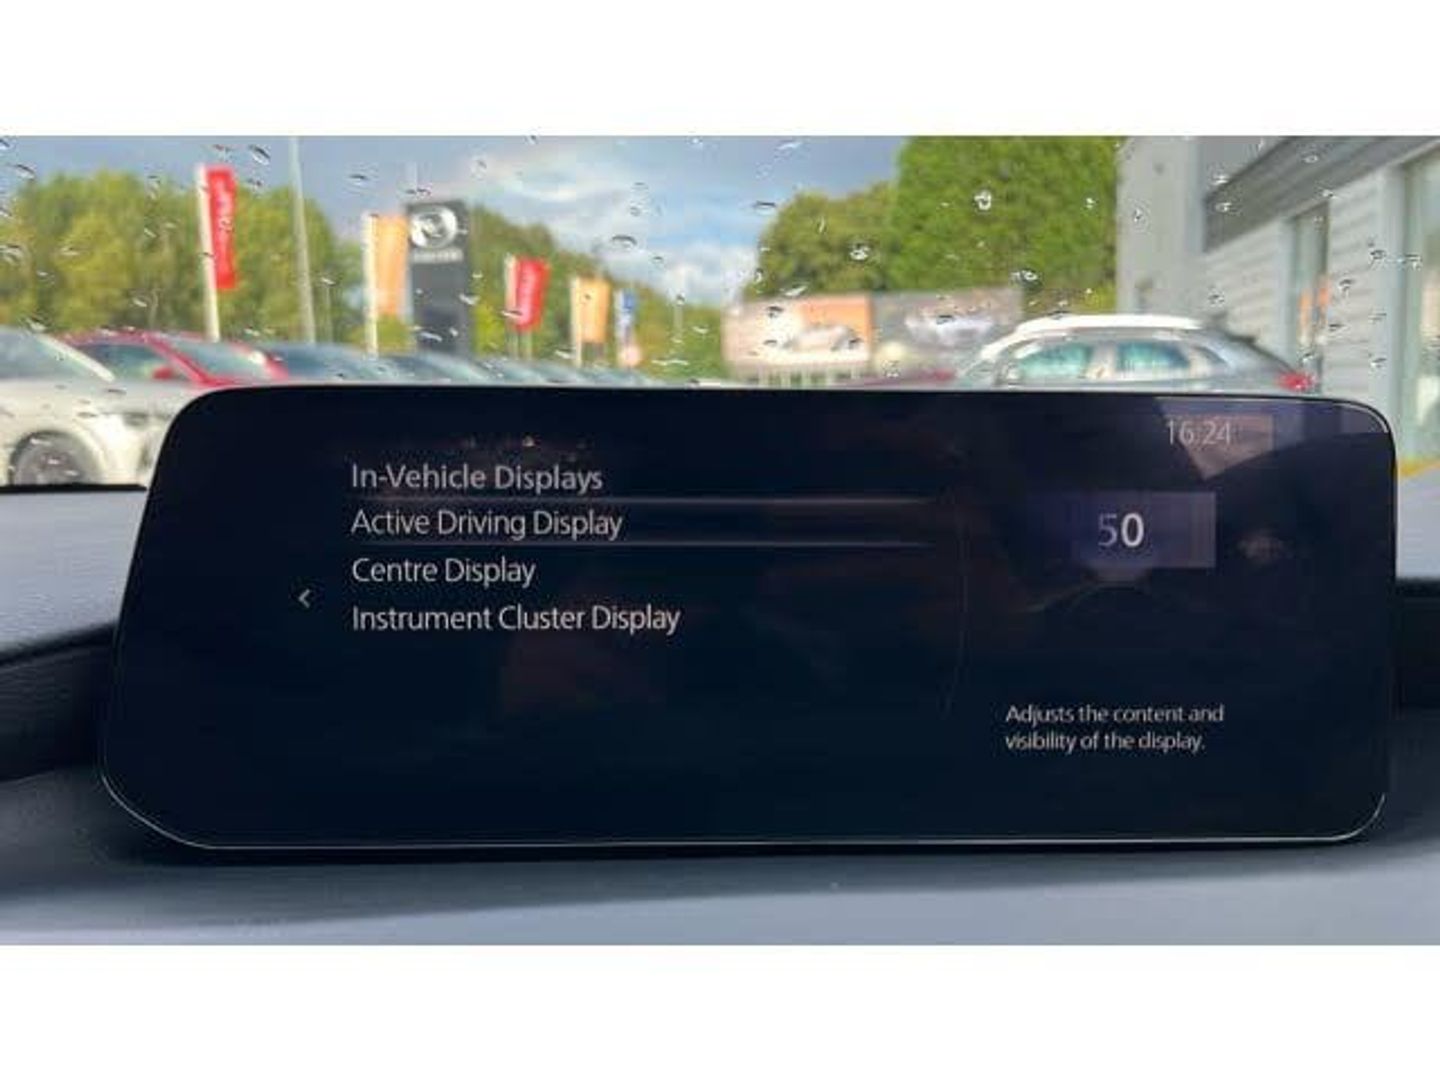 16:24
In-Vehicle Displays
Active Driving Display
Centre Display
Instrument Cluster Display
50
Adjusts the content and
visibility of the display.